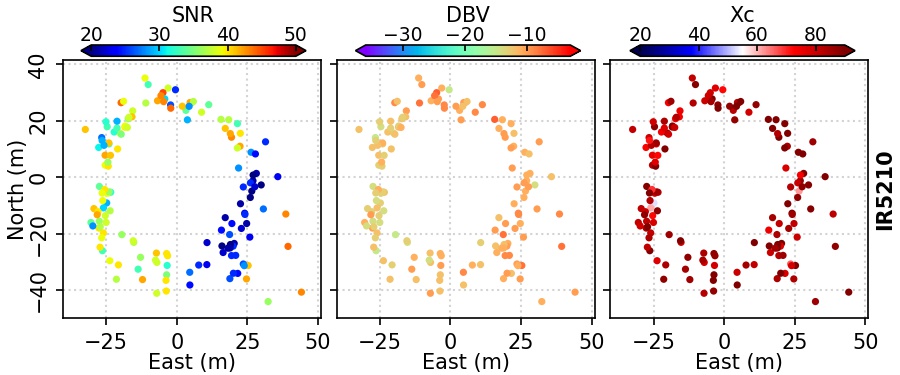 SNR DBV Xc
20 30 40 50 −30 −20 −10 20 40 60 80
40
20
0
−20
−40
North (m)
IR5210
−25 0 25 50 −25 0 25 50 −25 0 25 50
East (m) East (m) East (m)